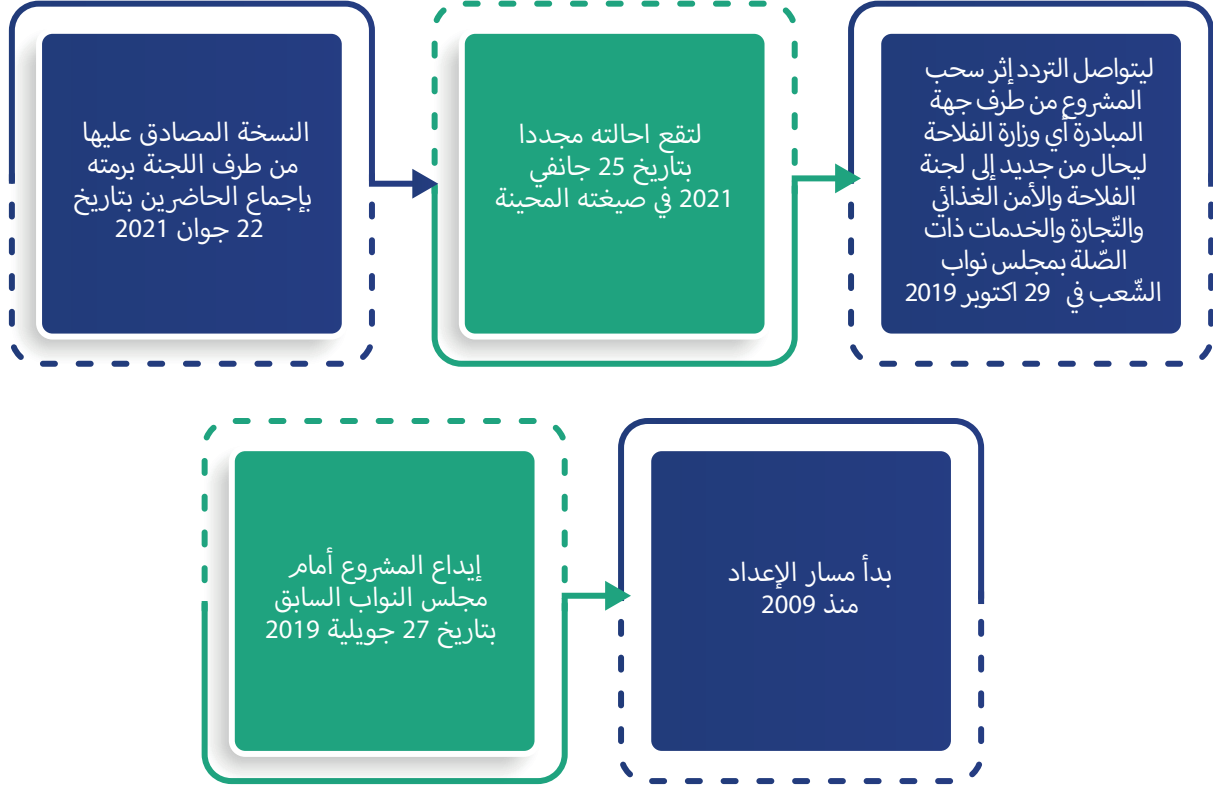 ليتواصل التردد إثر سحب
المشروع من طرف جهة
المبادرة أي وزارة الفلاحة
ليحال من جديد إلى لجنة
الفلاحة والأمن الغذائي
والتّجارة والخدمات ذات
الصّلة بمجلس نواب
الشّعب في 29 اكتوبر 2019
لتقع احالته مجددا
بتاريخ 25 جانفي
2021 في صيغته المحينة
النسخة المصادق عليها
من طرف اللجنة برمته
بإجماع الحاضرين بتاريخ
22 جوان 2021
بدأ مسار الإعداد
منذ 2009
إيداع المشروع أمام
مجلس النواب السابق
بتاريخ 27 جويلية 2019